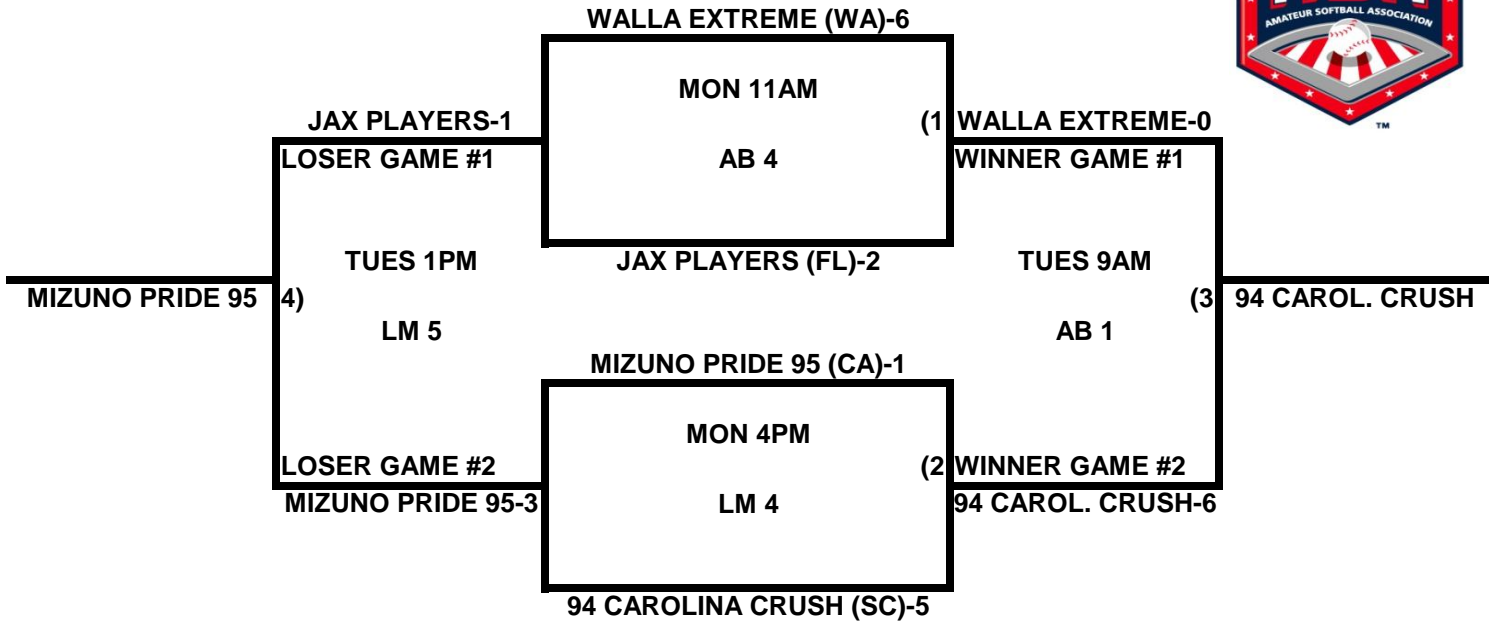 WALLA EXTREME (WA)-6
AMATEUR SOFTBALL ASSOCIATION
TM
MON 11AM
JAX PLAYERS-1
(1 WALLA EXTREME-0
LOSER GAME #1
AB 4
WINNER GAME #1
TUES 1PM
JAX PLAYERS (FL)-2
TUES 9AM
MIZUNO PRIDE 95 4)
(3 94 CAROL. CRUSH
LM 5
AB 1
MIZUNO PRIDE 95 (CA)-1
MON 4PM
LOSER GAME #2
(2 WINNER GAME #2
MIZUNO PRIDE 95-3
LM 4
94 CAROL. CRUSH-6
94 CAROLINA CRUSH (SC)-5